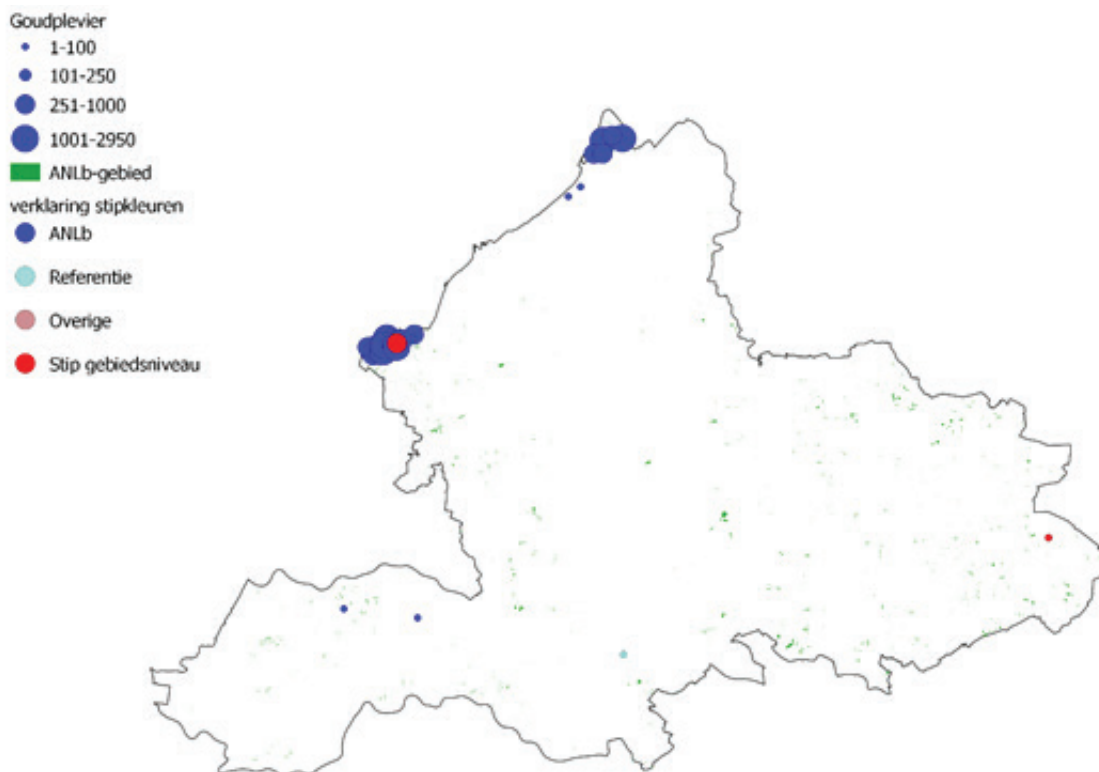 Goudplevier
1-100
101-250
251-1000
1001-2950
ANLb-gebied
verklaring stipkleuren
ANLb
Referentie
Overige
Stip gebiedsniveau